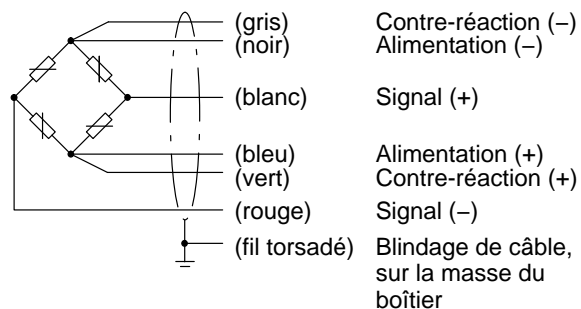 (gris) Contre-réaction (−)
(noir) Alimentation (−)
(blanc) Signal (+)
(bleu) Alimentation (+)
(vert) Contre-réaction (+)
(rouge) Signal (−)
(fil torsadé) Blindage de câble,
sur la masse du
boîtier